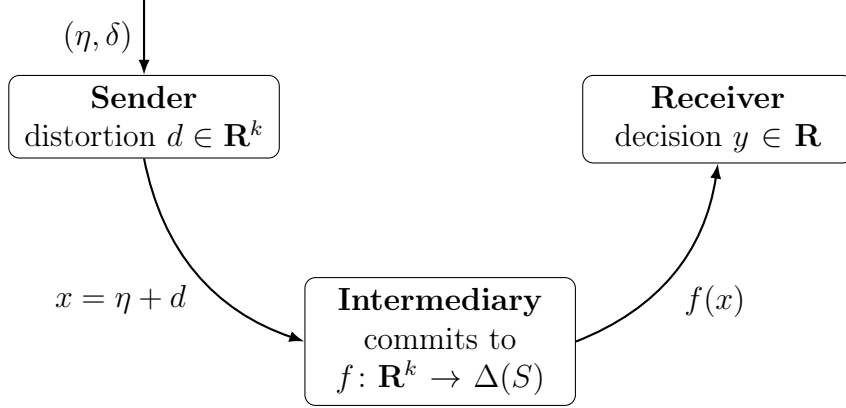 (η, δ)
Sender
distortion d ∈ R^k
Receiver
decision y ∈ R
x = η + d
Intermediary
commits to
f : R^k → Δ(S)
f(x)